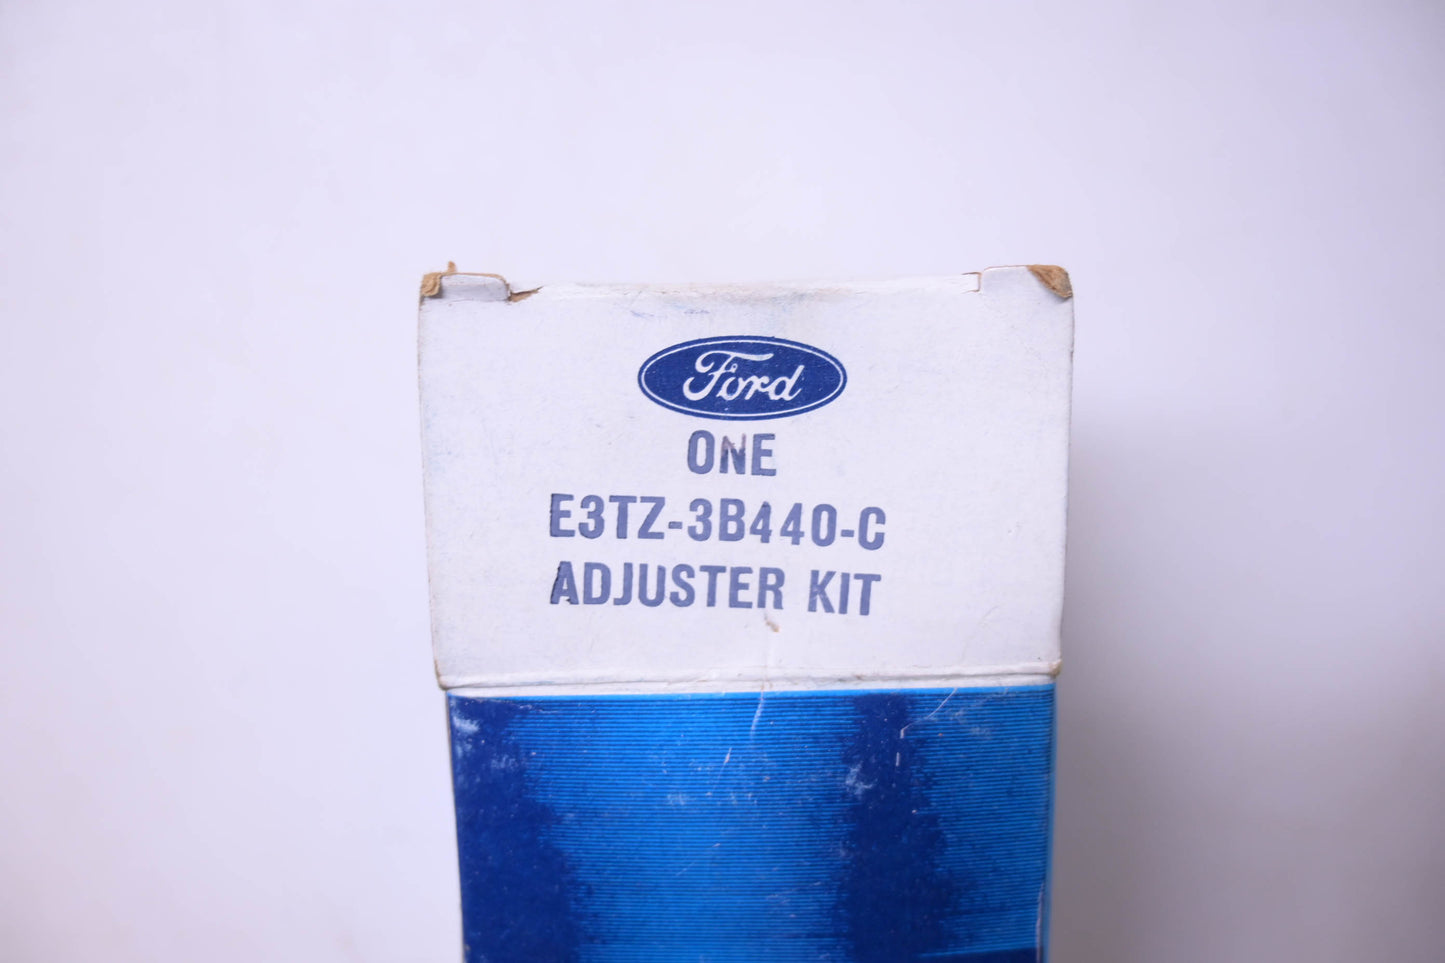 Ford
ONE
E3TZ-3B440-C
ADJUSTER KIT